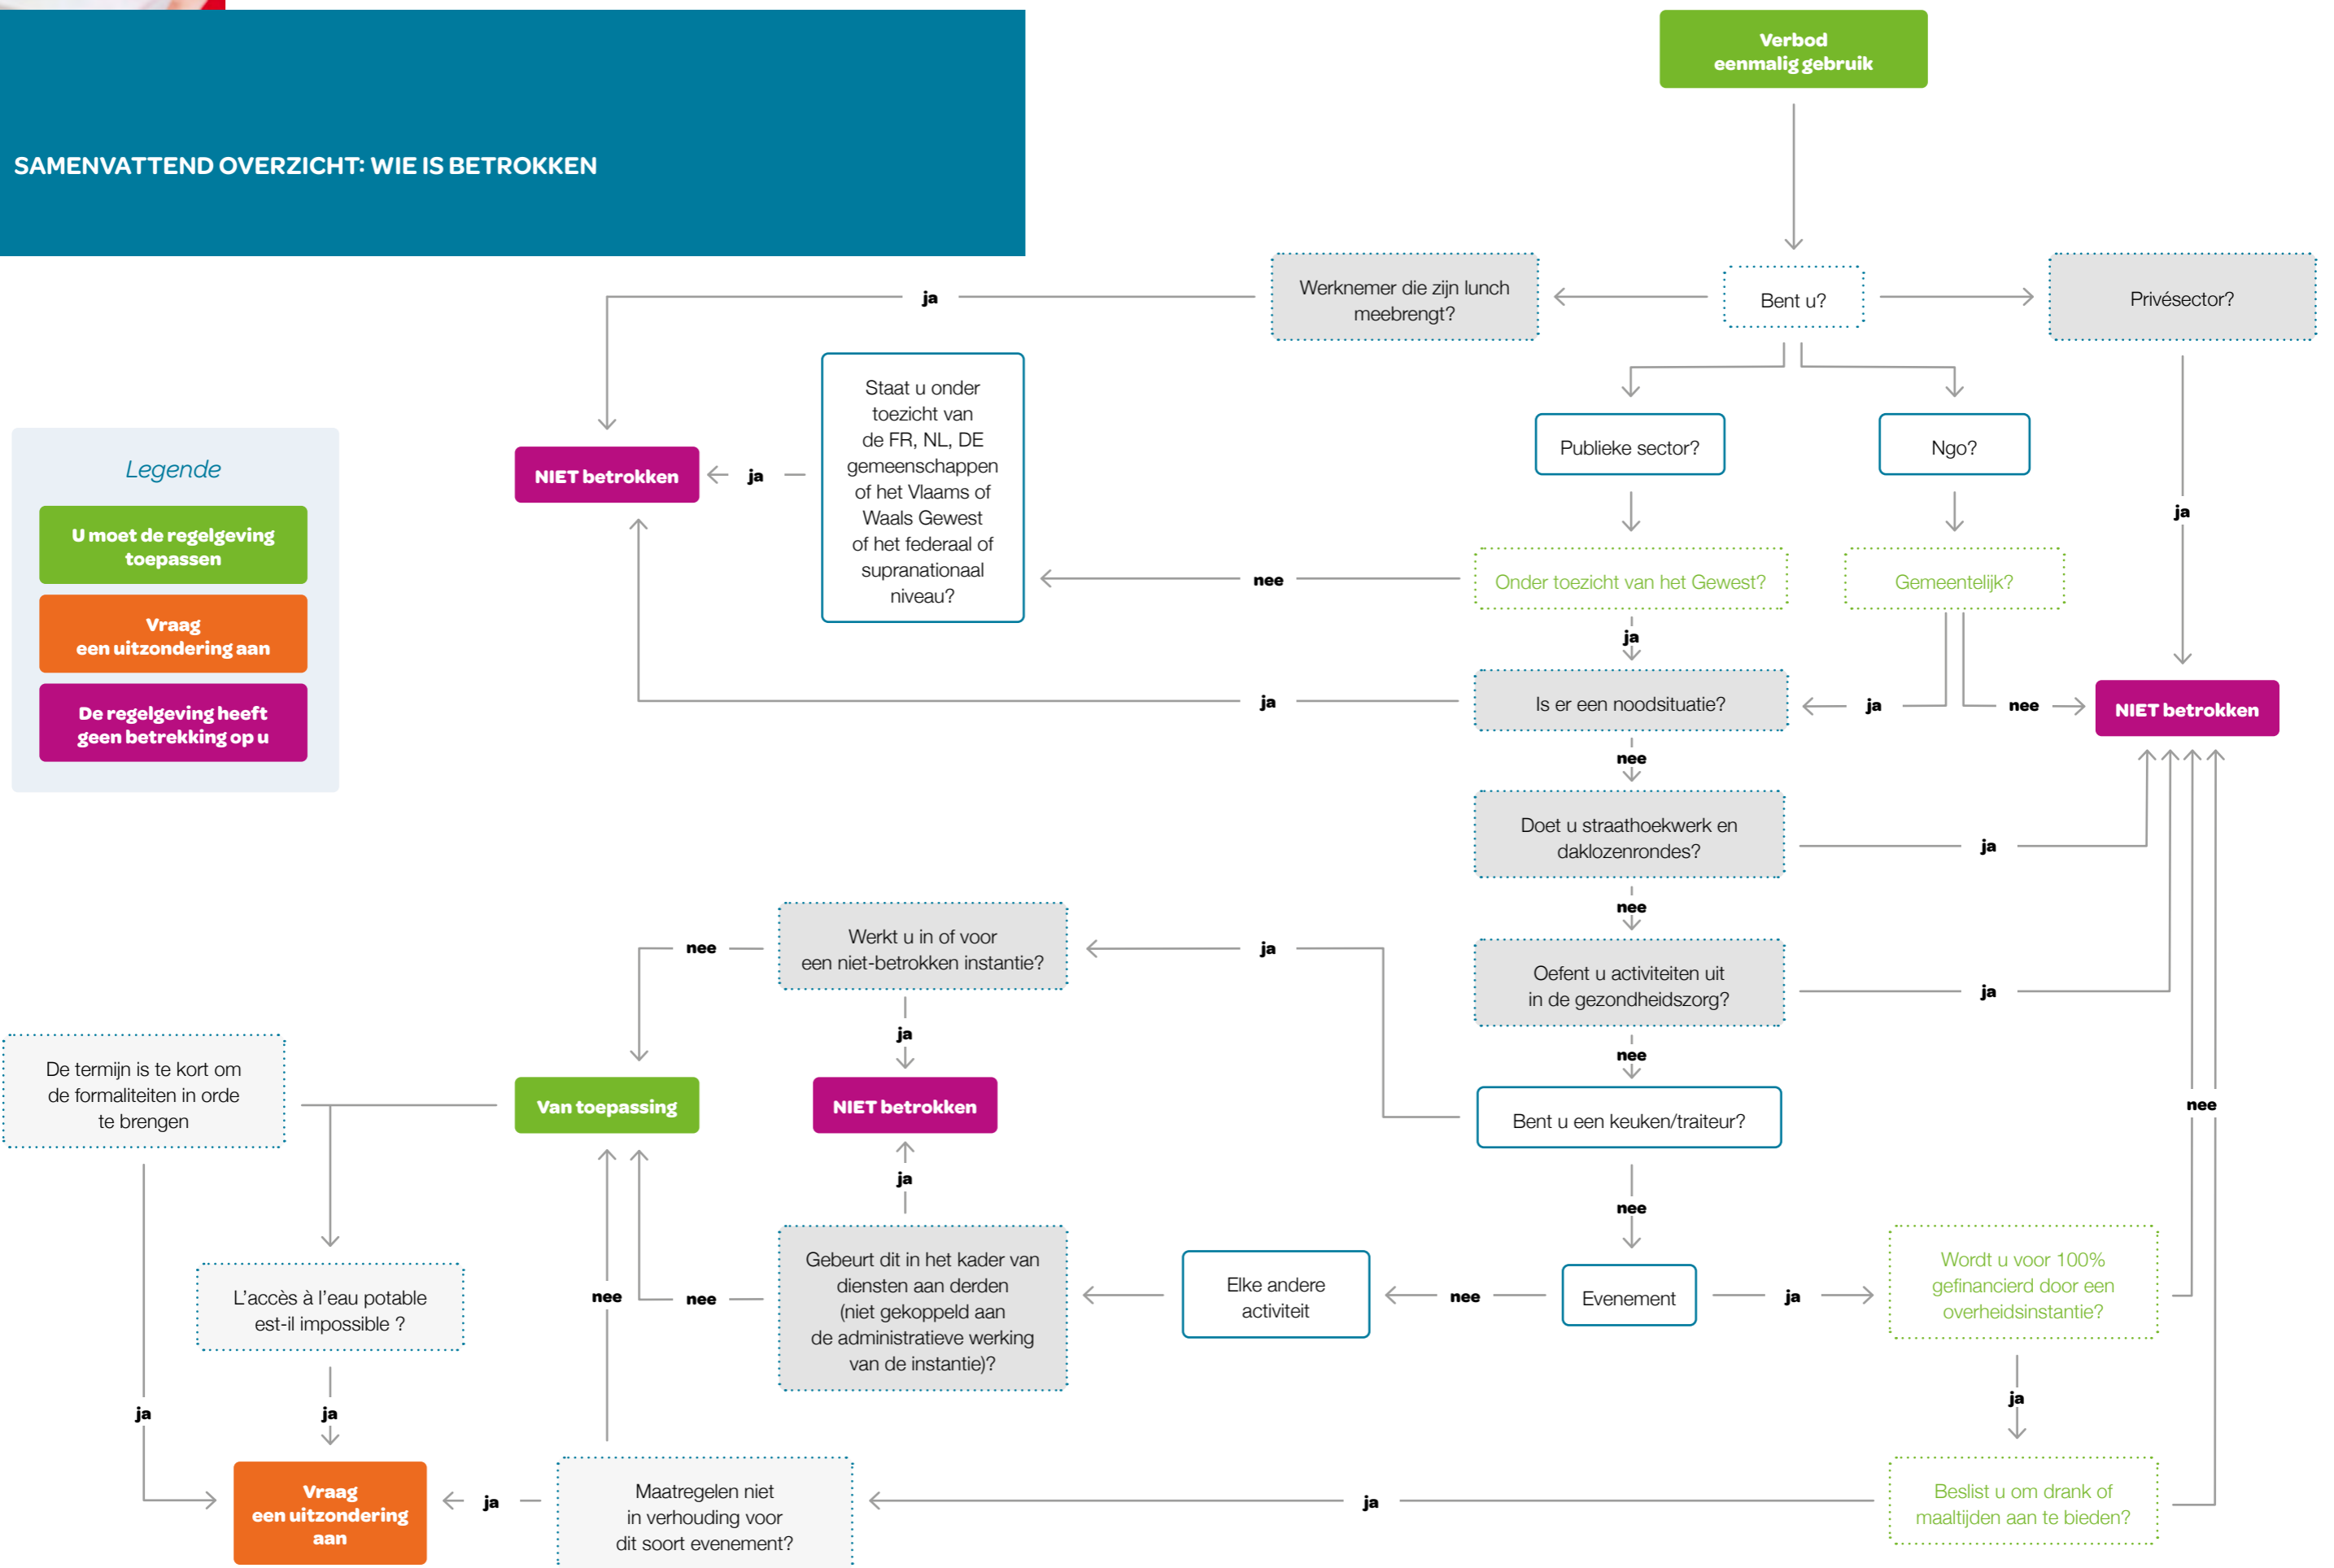 SAMENVATTEND OVERZICHT: WIE IS BETROKKEN
Verbod
eenmalig gebruik
Bent u?
Werknemer die zijn lunch
meebrengt?
Privésector?
ja
Staat u onder
toezicht van
de FR, NL, DE
gemeenschappen
of het Vlaams of
Waals Gewest
of het federaal of
supranationaal
niveau?
Publieke sector?
Ngo?
NIET betrokken
ja
ja
Legende
U moet de regelgeving
toepassen
Vraag
een uitzondering aan
De regelgeving heeft
geen betrekking op u
nee
Onder toezicht van het Gewest?
Gemeentelijk?
ja
ja
Is er een noodsituatie?
ja
nee
NIET betrokken
nee
Doet u straathoekwerk en
daklozenrondes?
ja
nee
Werkt u in of voor
een niet-betrokken instantie?
nee
ja
Oefent u activiteiten uit
in de gezondheidszorg?
ja
ja
nee
De termijn is te kort om
de formaliteiten in orde
te brengen
Van toepassing
NIET betrokken
Bent u een keuken/traiteur?
nee
ja
nee
L'accès à l'eau potable
est-il impossible ?
nee
nee
Gebeurt dit in het kader van
diensten aan derden
(niet gekoppeld aan
de administratieve werking
van de instantie)?
Elke andere
activiteit
nee
Evenement
ja
Wordt u voor 100%
gefinancierd door een
overheidsinstantie?
ja
ja
ja
Vraag
een uitzondering
aan
ja
Maatregelen niet
in verhouding voor
dit soort evenement?
ja
Beslist u om drank of
maaltijden aan te bieden?